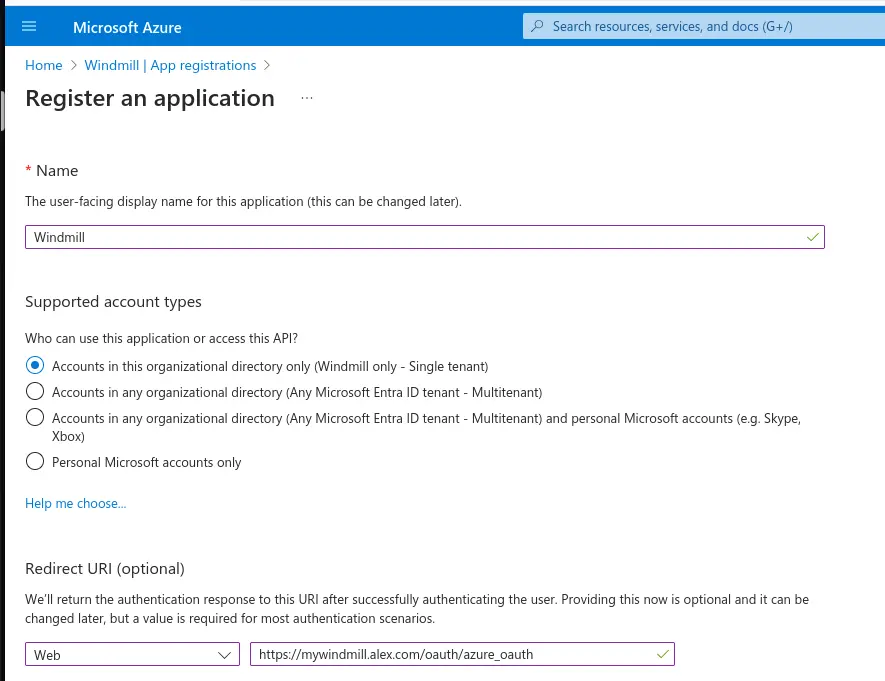 Microsoft Azure
Search resources, services, and docs (G+/)
Home > Windmill | App registrations >
Register an application ...
* Name
The user-facing display name for this application (this can be changed later).
Windmill
Supported account types
Who can use this application or access this API?
Accounts in this organizational directory only (Windmill only - Single tenant)
Accounts in any organizational directory (Any Microsoft Entra ID tenant - Multitenant)
Accounts in any organizational directory (Any Microsoft Entra ID tenant - Multitenant) and personal Microsoft accounts (e.g. Skype,
Xbox)
Personal Microsoft accounts only
Help me choose...
Redirect URI (optional)
We'll return the authentication response to this URI after successfully authenticating the user. Providing this now is optional and it can be
changed later, but a value is required for most authentication scenarios.
Web
https://mywindmill.alex.com/oauth/azure_oauth